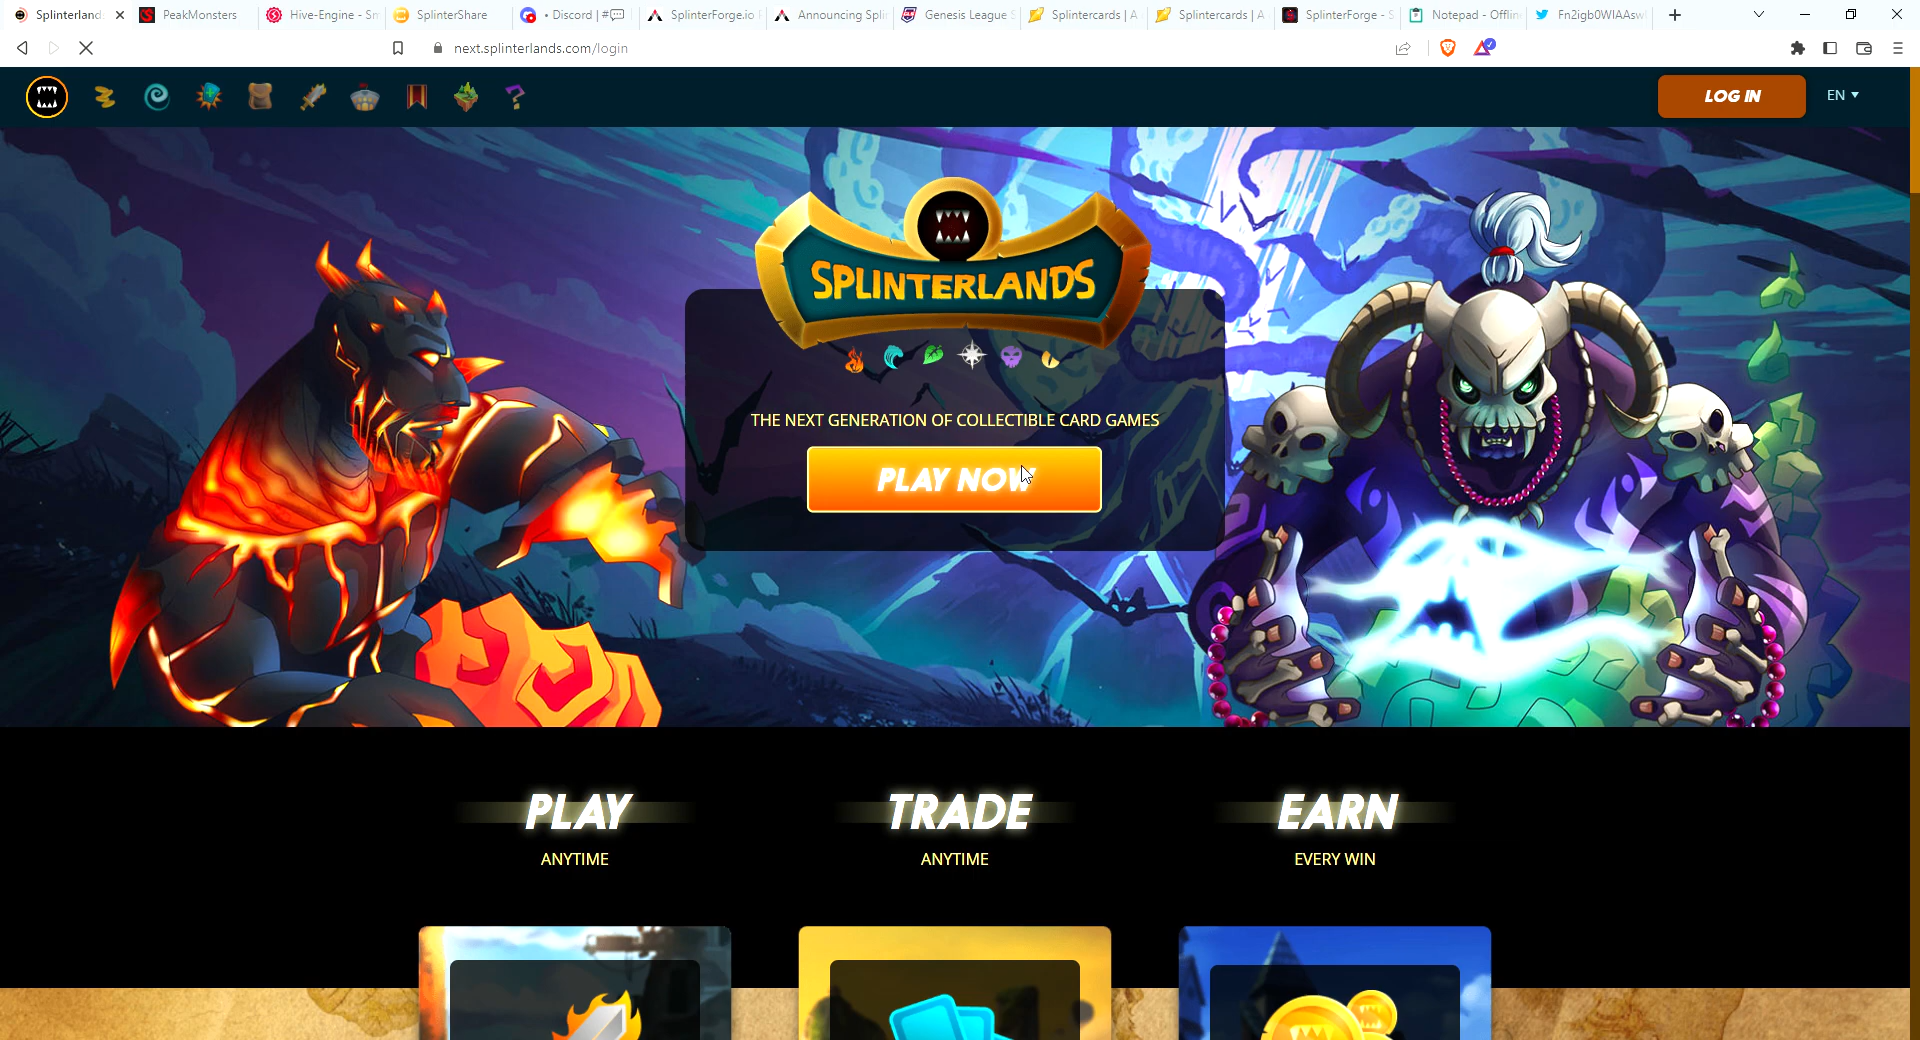 Splinterland
PeakMonsters
Hive-Engine - Sm
SplinterShare
• Discord | #
SplinterForge.io
Announcing Splin
Genesis League S
Splintercards | A
Splintercards | A
SplinterForge - S
Notepad - Offlin
Fn2igb0WIAAsw
next.splinterlands.com/login
LOG IN
EN
SPLINTERLANDS
THE NEXT GENERATION OF COLLECTIBLE CARD GAMES
PLAY NOW
PLAY
TRADE
EARN
ANYTIME
ANYTIME
EVERY WIN